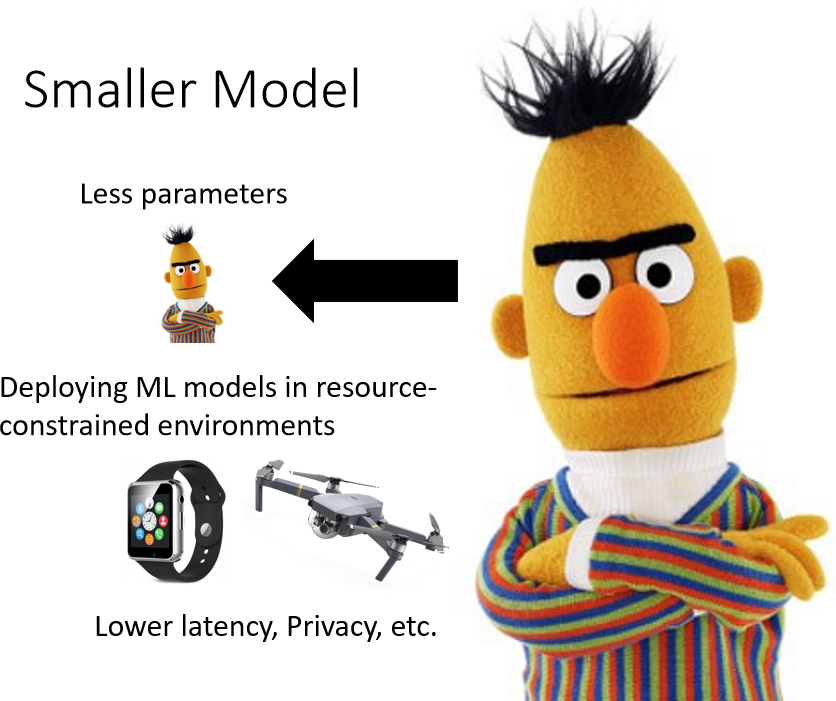 Smaller Model
Less parameters
Deploying ML models in resource-
constrained environments
Lower latency, Privacy, etc.